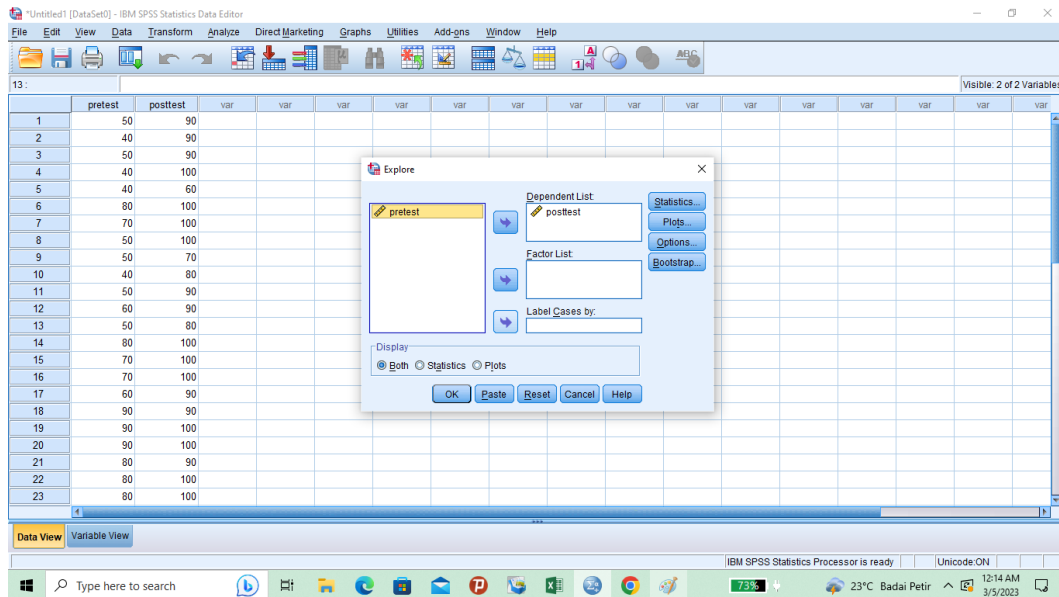 *Untitled1 [DataSet0] - IBM SPSS Statistics Data Editor
File Edit View Data Transform Analyze Direct Marketing Graphs Utilities Add-ons Window Help
13 : Visible: 2 of 2 Variables
pretest posttest var var var var var var var var var var var var var var var
1 50 90
2 40 90
3 50 90
4 40 100
5 40 60
6 80 100
7 70 100
8 50 100
9 50 70
10 40 80
11 50 90
12 60 90
13 50 80
14 80 100
15 70 100
16 70 100
17 60 90
18 90 90
19 90 100
20 90 100
21 80 90
22 80 100
23 80 100
Explore
pretest
Dependent List:
posttest
Factor List:
Label Cases by:
Statistics...
Plots...
Options...
Bootstrap...
Display
Both Statistics Plots
OK Paste Reset Cancel Help
Data View Variable View
IBM SPSS Statistics Processor is ready Unicode:ON
Type here to search
73%
23°C Badai Petir
12:14 AM
3/5/2023